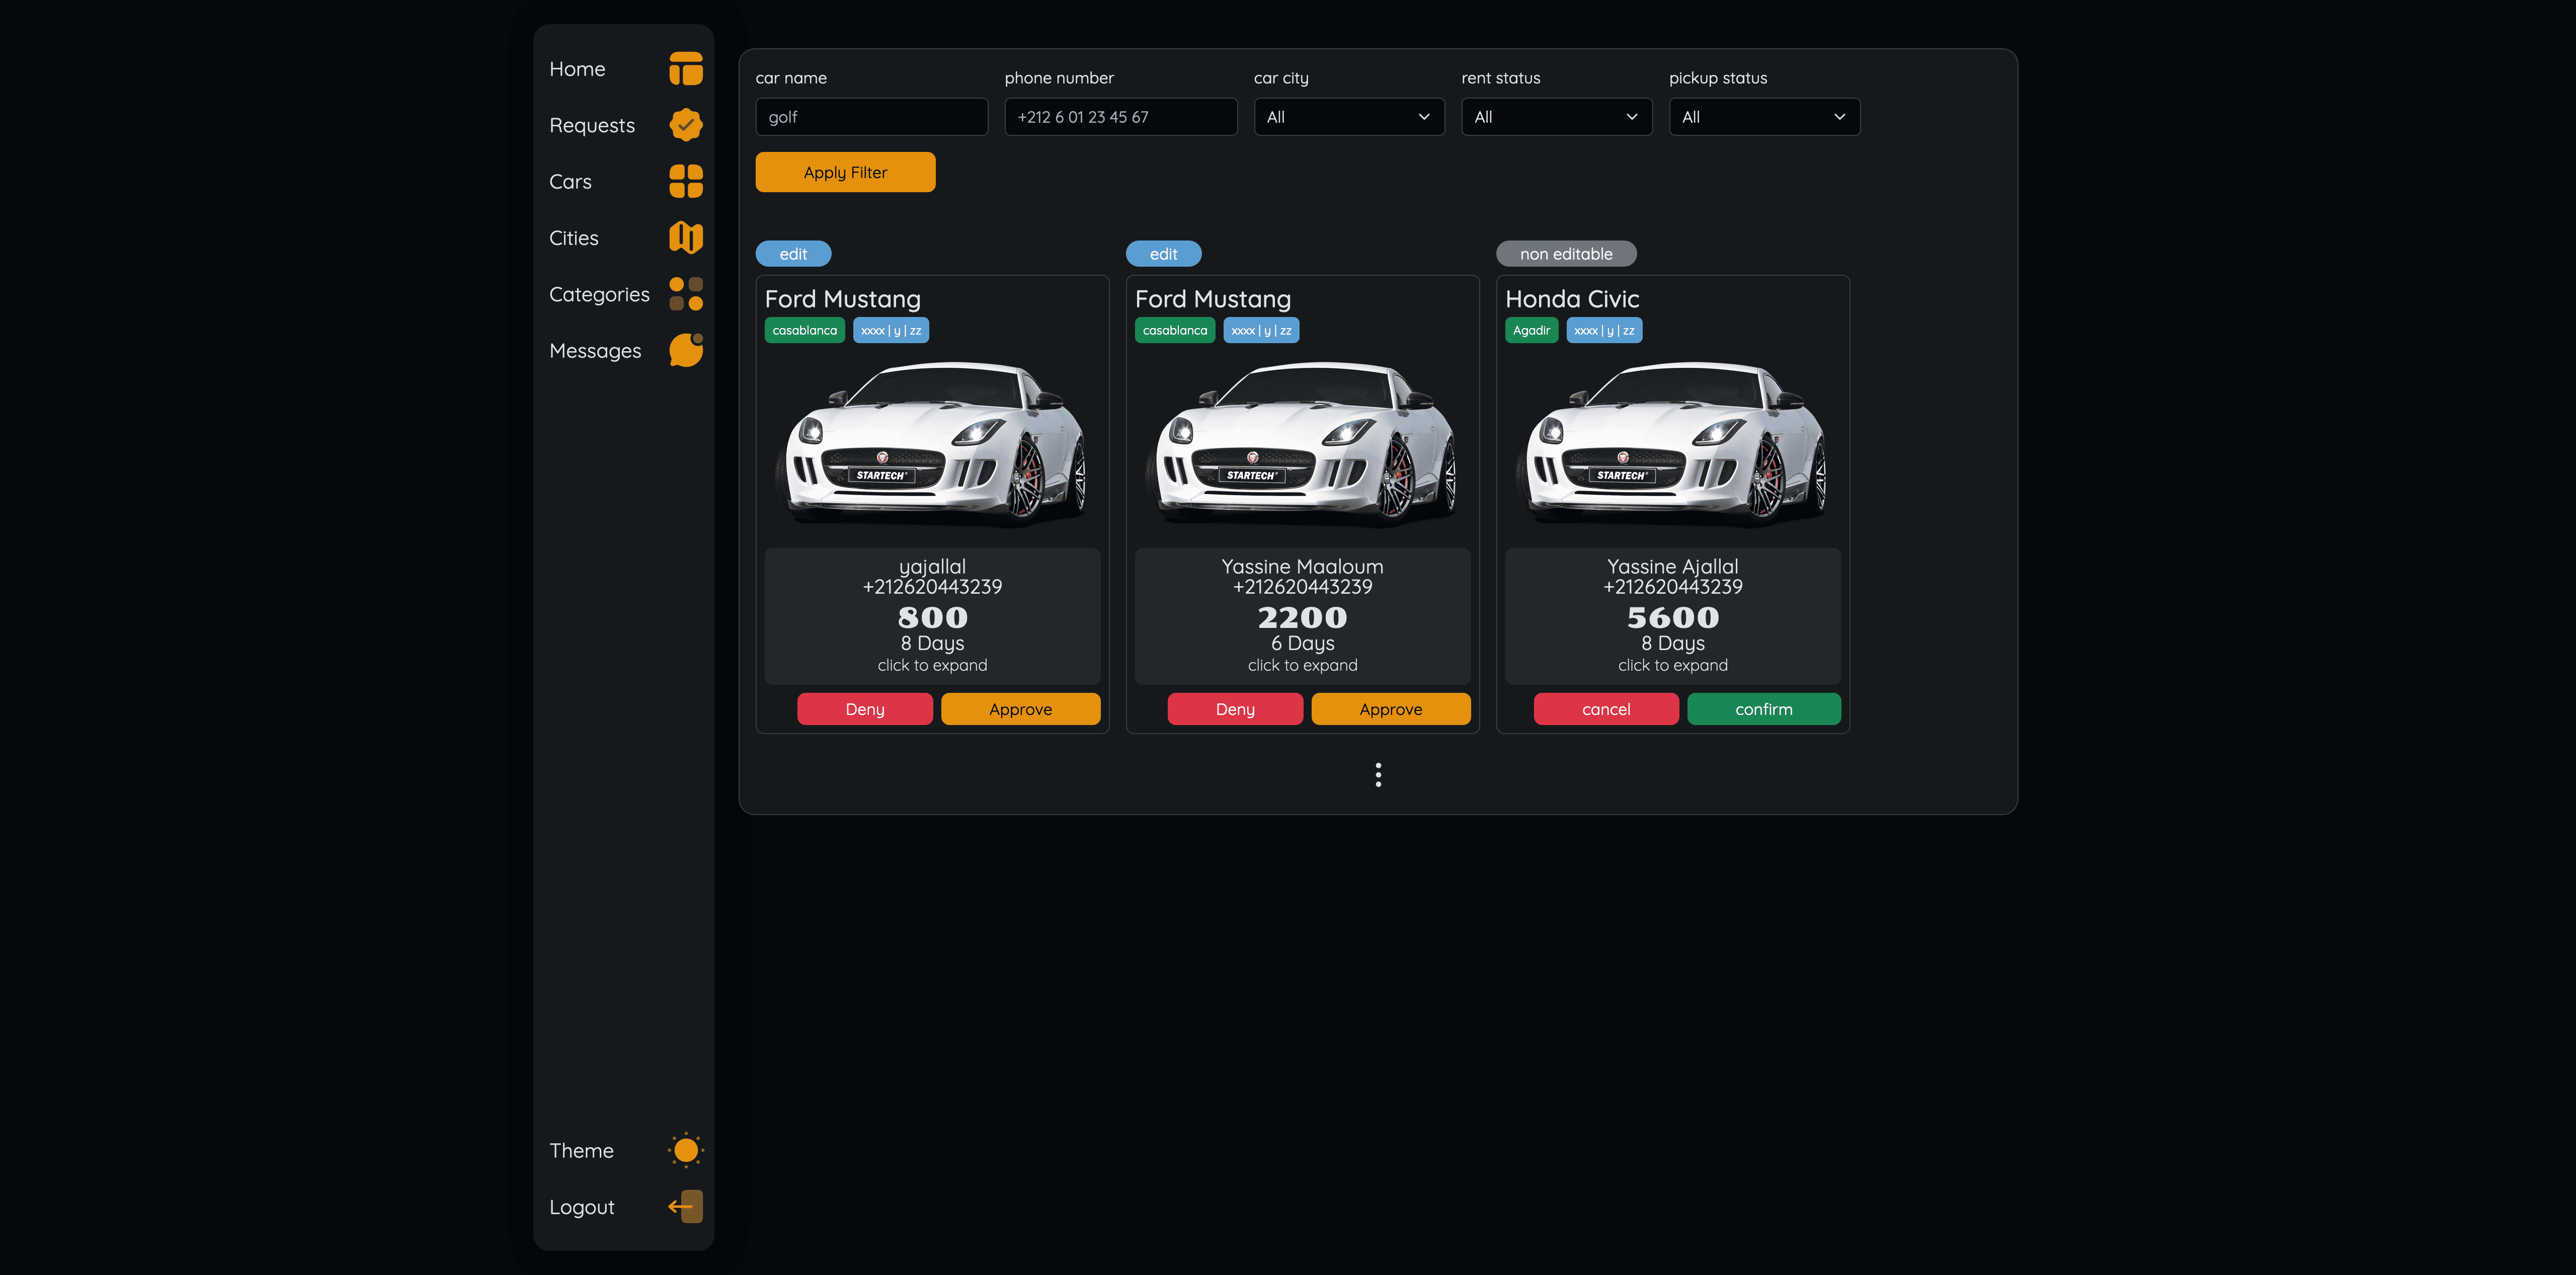 Home
Requests
Cars
Cities
Categories
Messages
Theme
Logout
car name
phone number
car city
rent status
pickup status
golf
+212 6 01 23 45 67
All
All
All
Apply Filter
edit
Ford Mustang
casablanca
xxxx | y | zz
STARTECH
yajallal
+212620443239
800
8 Days
click to expand
Deny
Approve
edit
Ford Mustang
casablanca
xxxx | y | zz
STARTECH
Yassine Maaloum
+212620443239
2200
6 Days
click to expand
Deny
Approve
non editable
Honda Civic
Agadir
xxxx | y | zz
STARTECH
Yassine Ajallal
+212620443239
5600
8 Days
click to expand
cancel
confirm